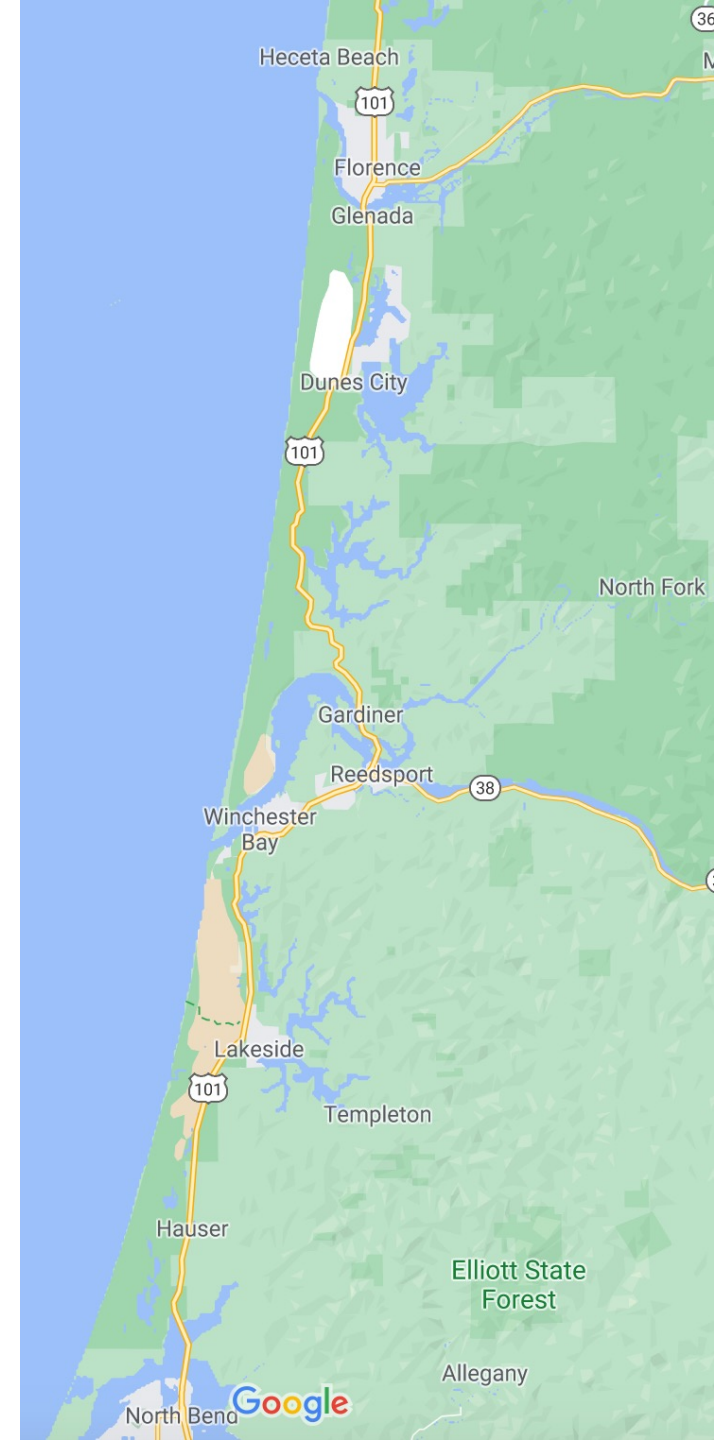 36
Heceta Beach
M
101
Florence
Glenada
Dunes City
101
North Fork
Gardiner
Reedsport
38
Winchester
Bay
Lakeside
101
Templeton
Hauser
Elliott State
Forest
Allegany
North Bend
Google